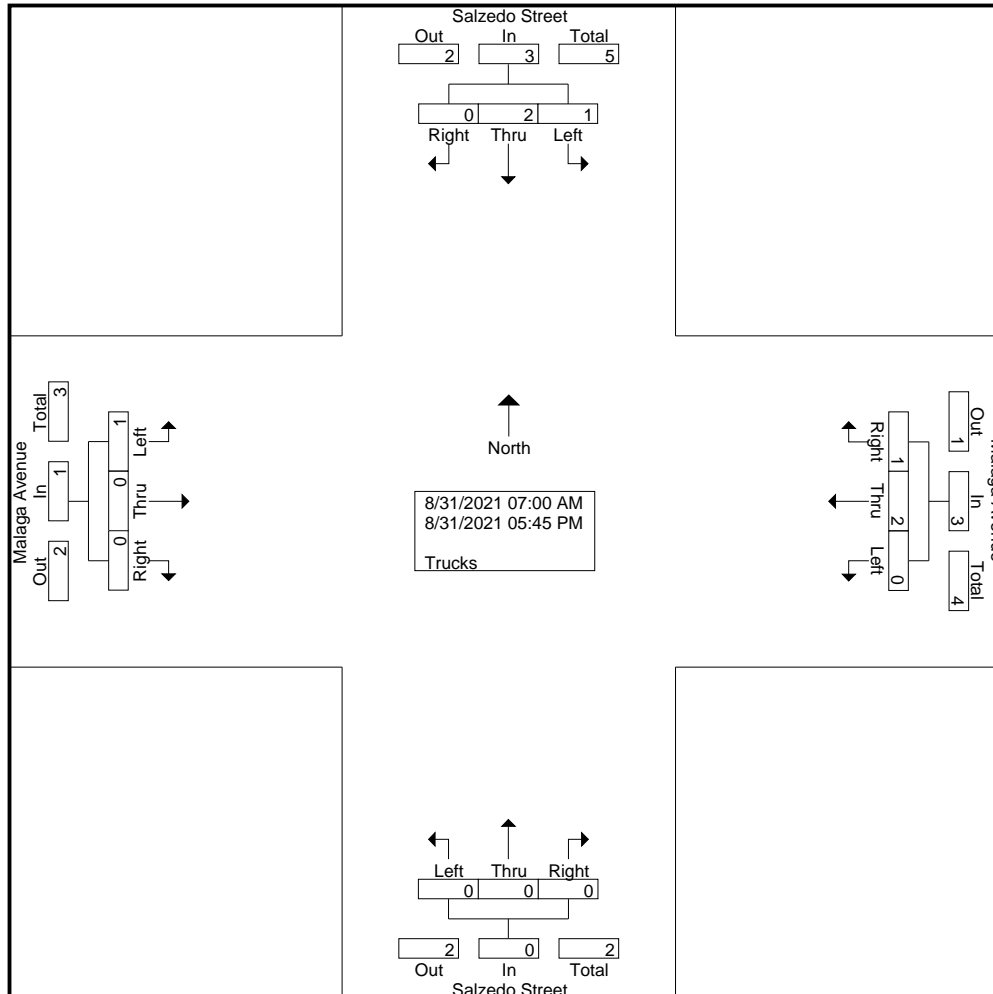 Salzedo Street
Out In Total
2 3 5
0 2 1
Right Thru Left
Malaga Avenue
Total In Out
3 1 2
1 0 0
Left Thru Right
North
8/31/2021 07:00 AM
8/31/2021 05:45 PM
Trucks
Right Thru Left
1 2 0
Out In Total
1 3 4
Left Thru Right
0 0 0
2 0 2
Out In Total
Salzedo Street